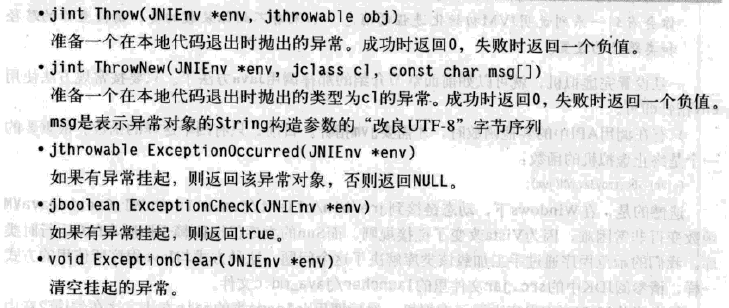 • jint Throw(JNIEnv *env, jthrowable obj)
准备一个在本地代码退出时抛出的异常。成功时返回0，失败时返回一个负值。
• jint ThrowNew(JNIEnv *env, jclass cl, const char msg[])
准备一个在本地代码退出时抛出的类型为cl的异常。成功时返回0，失败时返回一个负值。
msg是表示异常对象的String构造参数的“改良UTF-8”字节序列
• jthrowable ExceptionOccurred(JNIEnv *env)
如果有异常挂起，则返回该异常对象，否则返回NULL。
• jboolean ExceptionCheck(JNIEnv *env)
如果有异常挂起，则返回true。
• void ExceptionClear(JNIEnv *env)
清空挂起的异常。